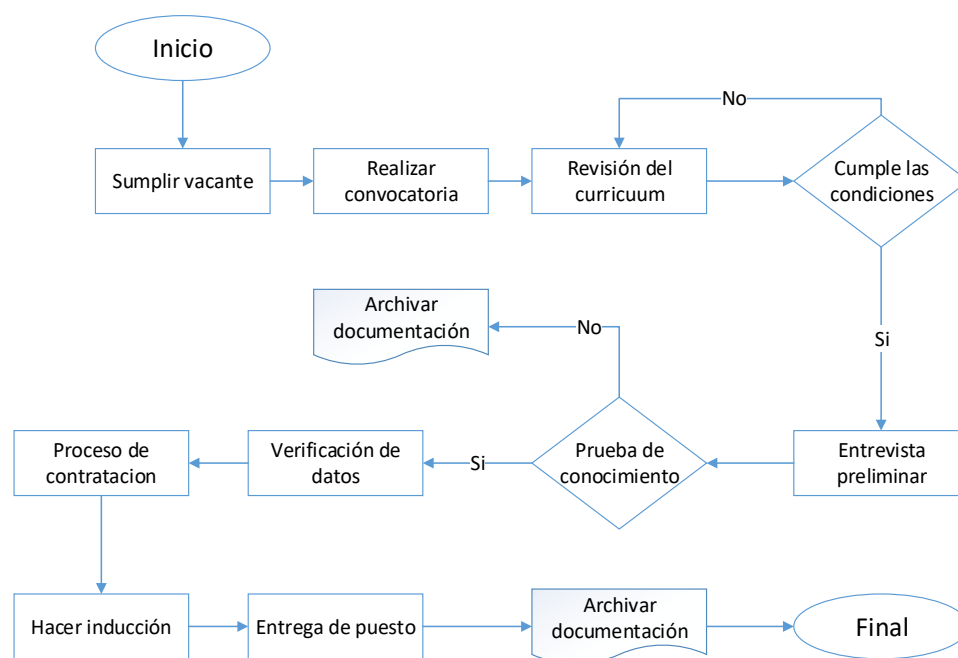 Inicio
No
Sumplir vacante
Realizar
convocatoria
Revisión del
curricuum
Cumple las
condiciones
Archivar
documentación
No
Si
Proceso de
contratacion
Verificación de
datos
Si
Prueba de
conocimiento
Entrevista
preliminar
Hacer inducción
Entrega de puesto
Archivar
documentación
Final